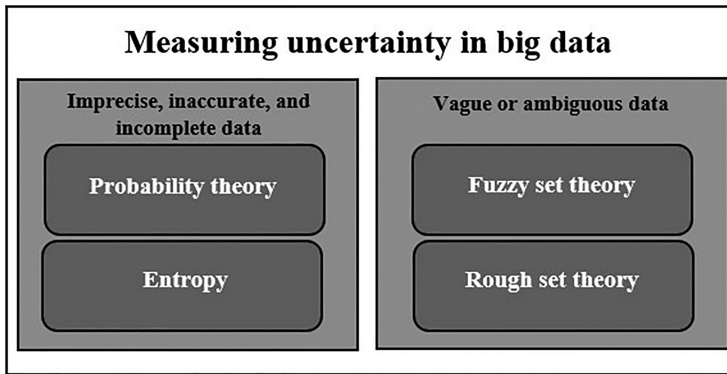 Measuring uncertainty in big data
Imprecise, inaccurate, and
incomplete data
Probability theory
Entropy
Vague or ambiguous data
Fuzzy set theory
Rough set theory